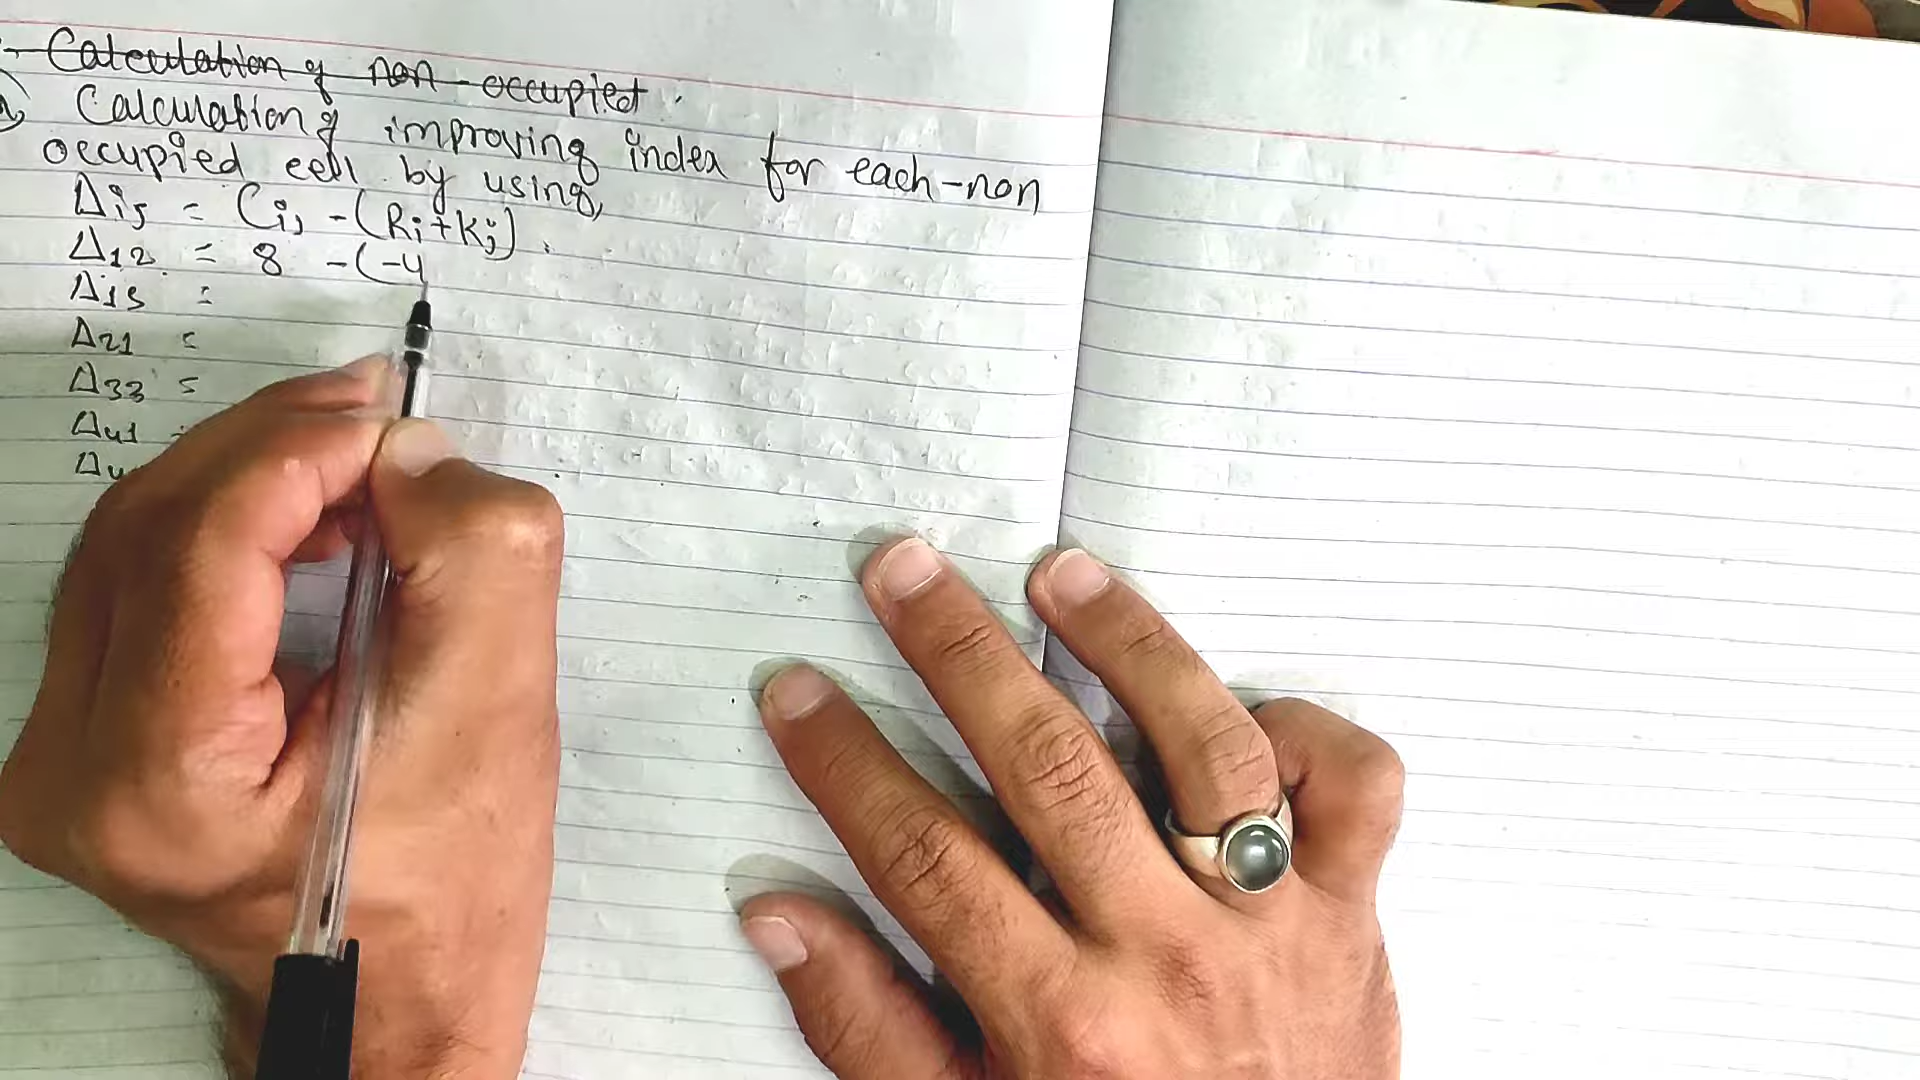 Calculation of non-occupied.
Calculation of improving index for each-non
occupied cell by using,
Δij = Cij -(Ri+Kj).
Δ12 = 8 -(-4
Δ13 =
Δ21 =
Δ33 =
Δ41 =